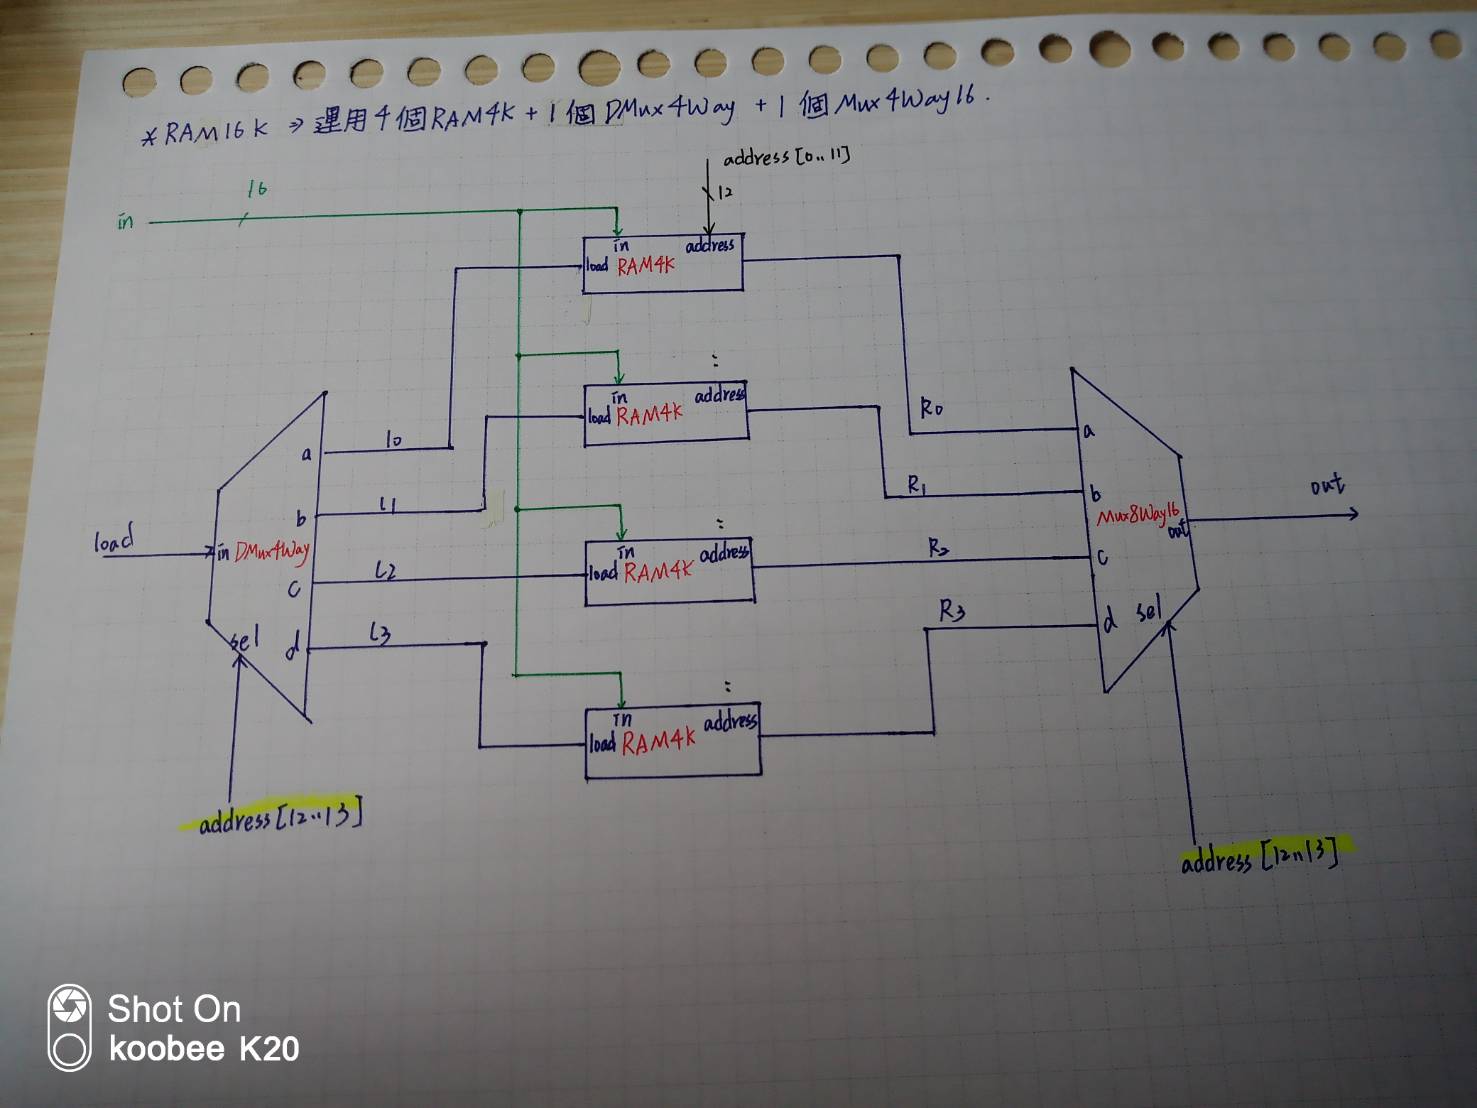 *RAM16K ⇒ 運用4個RAM4K + 1個DMux4Way + 1個Mux4Way16.
address[0..11]
16
12
in
in address
load RAM4K
:
in address
load RAM4K
R0
a l0
a
R1
b l1
b
load
in DMux4Way
Mux8Way16
out
out
:
in address
load RAM4K
R2
c l2
c
sel d l3
R3
d sel
:
in address
load RAM4K
address[12..13]
address[12..13]
Shot On
koobee K20